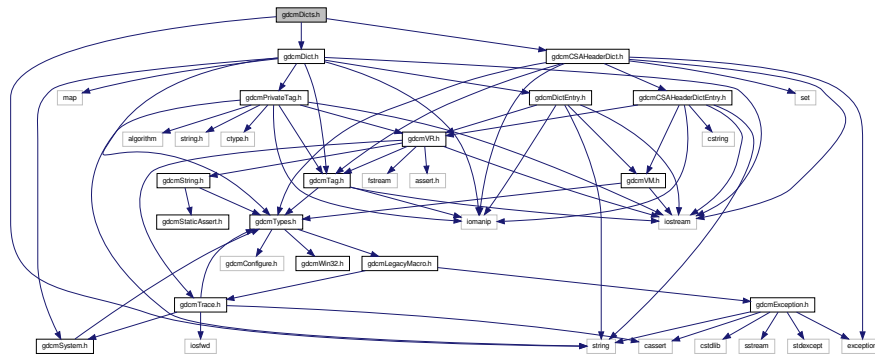 gdcmDicts.h
gdcmDict.h
gdcmCSAHeaderDict.h
map
gdcmPrivateTag.h
gdcmDictEntry.h
gdcmCSAHeaderDictEntry.h
set
algorithm
string.h
ctype.h
gdcmVR.h
cstring
gdcmString.h
gdcmTag.h
fstream
assert.h
gdcmVM.h
gdcmStaticAssert.h
gdcmTypes.h
iomanip
iostream
gdcmConfigure.h
gdcmWin32.h
gdcmLegacyMacro.h
gdcmTrace.h
gdcmException.h
gdcmSystem.h
iosfwd
string
cassert
cstdlib
sstream
stdexcept
exception